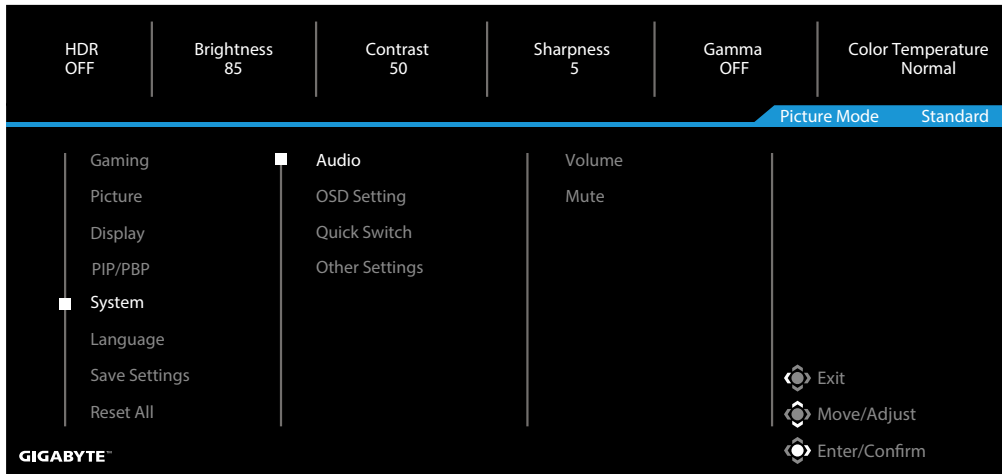 HDR
OFF
Brightness
85
Contrast
50
Sharpness
5
Gamma
OFF
Color Temperature
Normal
Picture Mode Standard
Gaming
Picture
Display
PIP/PBP
System
Language
Save Settings
Reset All
Audio
OSD Setting
Quick Switch
Other Settings
Volume
Mute
Exit
Move/Adjust
Enter/Confirm
GIGABYTE™